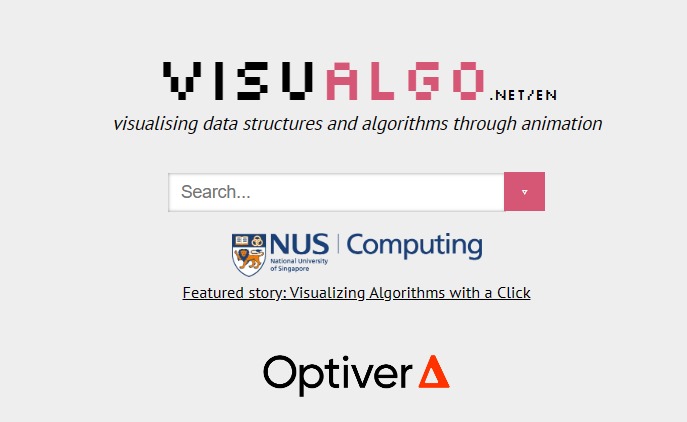 VISUALGO.NET/EN
visualising data structures and algorithms through animation
Search...
NUS | Computing
National University
of Singapore
Featured story: Visualizing Algorithms with a Click
Optiver